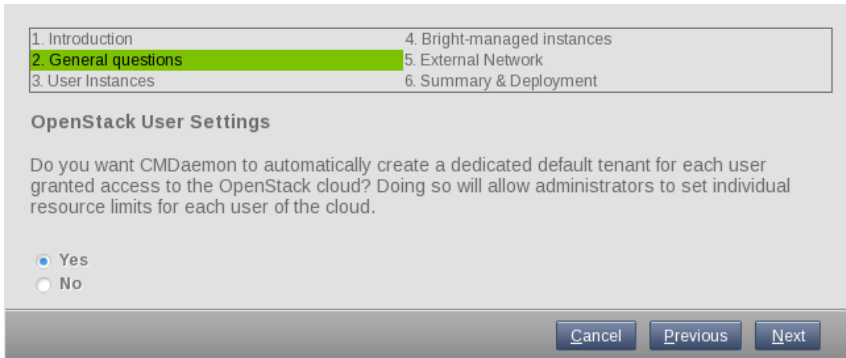 1. Introduction
2. General questions
3. User Instances
4. Bright-managed instances
5. External Network
6. Summary & Deployment
OpenStack User Settings
Do you want CMDaemon to automatically create a dedicated default tenant for each user
granted access to the OpenStack cloud? Doing so will allow administrators to set individual
resource limits for each user of the cloud.
Yes
No
Cancel Previous Next